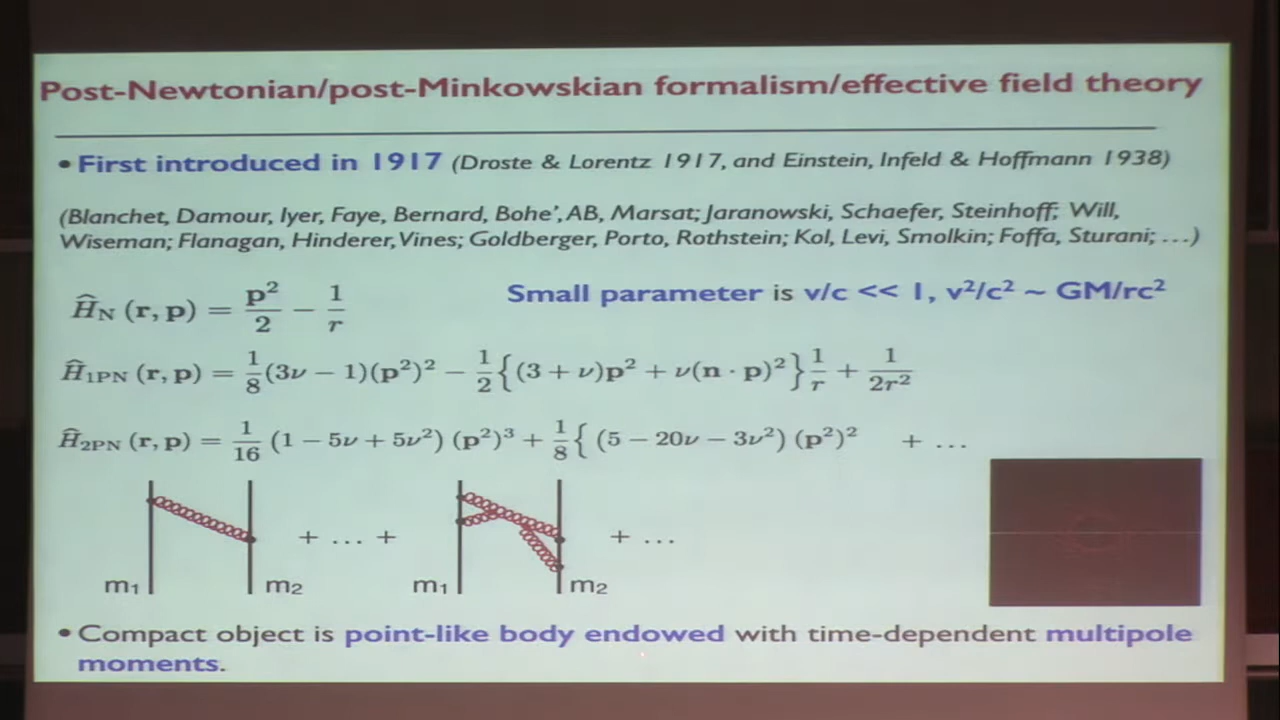 Post-Newtonian/post-Minkowskian formalism/effective field theory
• First introduced in 1917 (Droste & Lorentz 1917, and Einstein, Infeld & Hoffmann 1938)
(Blanchet, Damour, Iyer, Faye, Bernard, Bohe', AB, Marsat; Jaranowski, Schaefer, Steinhoff; Will,
Wiseman; Flanagan, Hinderer, Vines; Goldberger, Porto, Rothstein; Kol, Levi, Smolkin; Foffa, Sturani; ...)
Ĥ_N (r, p) = p²/2 − 1/r
Small parameter is v/c << 1, v²/c² ~ GM/rc²
Ĥ_1PN (r, p) = 1/8 (3ν − 1)(p²)² − 1/2 {(3 + ν)p² + ν(n · p)²} 1/r + 1/2r²
Ĥ_2PN (r, p) = 1/16 (1 − 5ν + 5ν²) (p²)³ + 1/8 { (5 − 20ν − 3ν²) (p²)² + ...
+ ... + + ...
m₁ m₂ m₁ m₂
• Compact object is point-like body endowed with time-dependent multipole
moments.